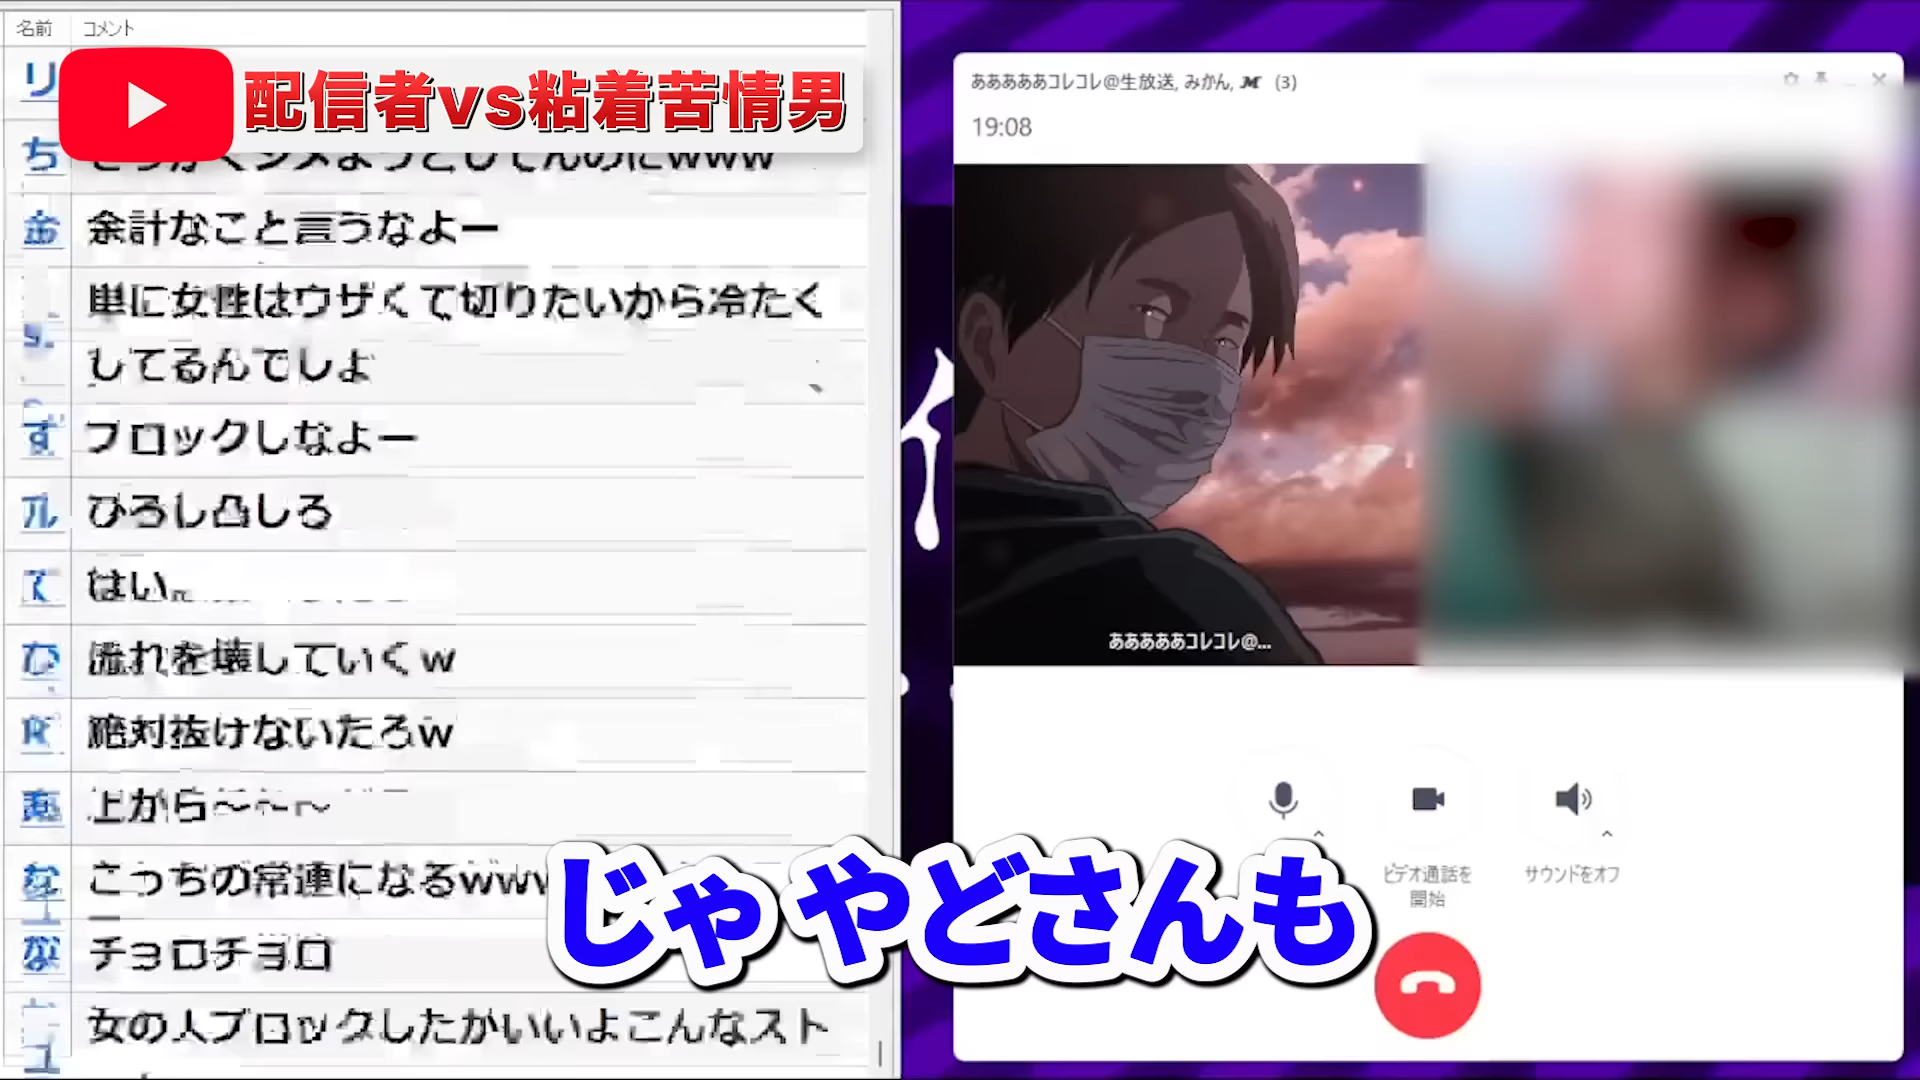 名前 コメント
リ
配信者vs粘着苦情男
ち
余計なこと言うなよー
単に女性はウザくて切りたいから冷たく
してるんでしよ
ず ブロックしなよー
ル ひろし凸しろ
て はい。
ひ 流れを壊していくw
R 絶対抜けないだろw
上から〜〜〜
な こっちの常連になるwww
な チョロチョロ
女の人ブロックしたがいいよこんなスト
あああああコレコレ@生放送, みかん, M (3)
19:08
あああああコレコレ@...
ビデオ通話を
開始
サウンドをオフ
じゃ やどさんも